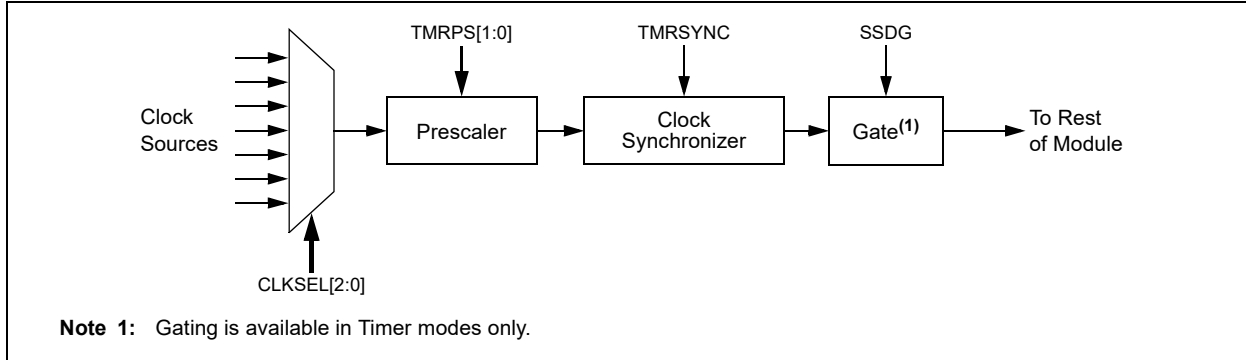 TMRPS[1:0]
TMRSYNC
SSDG
Clock
Sources
Prescaler
Clock
Synchronizer
Gate(1)
To Rest
of Module
CLKSEL[2:0]
Note 1: Gating is available in Timer modes only.